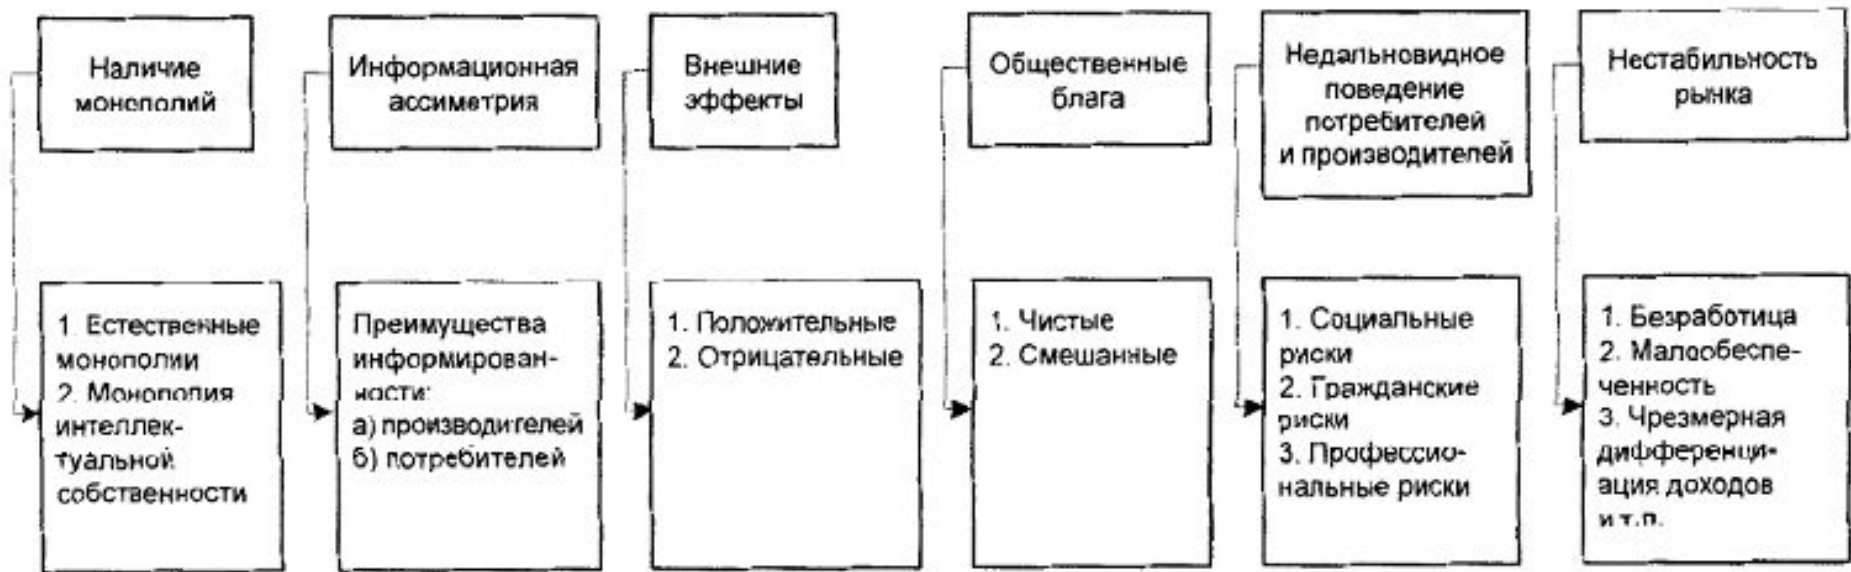 Наличие
монополий
Информационная
ассиметрия
Внешние
эффекты
Общественные
блага
Недальновидное
поведение
потребителей
и производителей
Нестабильность
рынка
1. Естественные
монополии
2. Монополия
интеллек-
туальной
собственности
Преимущества
информирован-
ности:
а) производителей
б) потребителей
1. Положительные
2. Отрицательные
1. Чистые
2. Смешанные
1. Социальные
риски
2. Гражданские
риски
3. Профессио-
нальные риски
1. Безработица
2. Малообеспе-
ченность
3. Чрезмерная
дифференци-
ация доходов
и т.п.